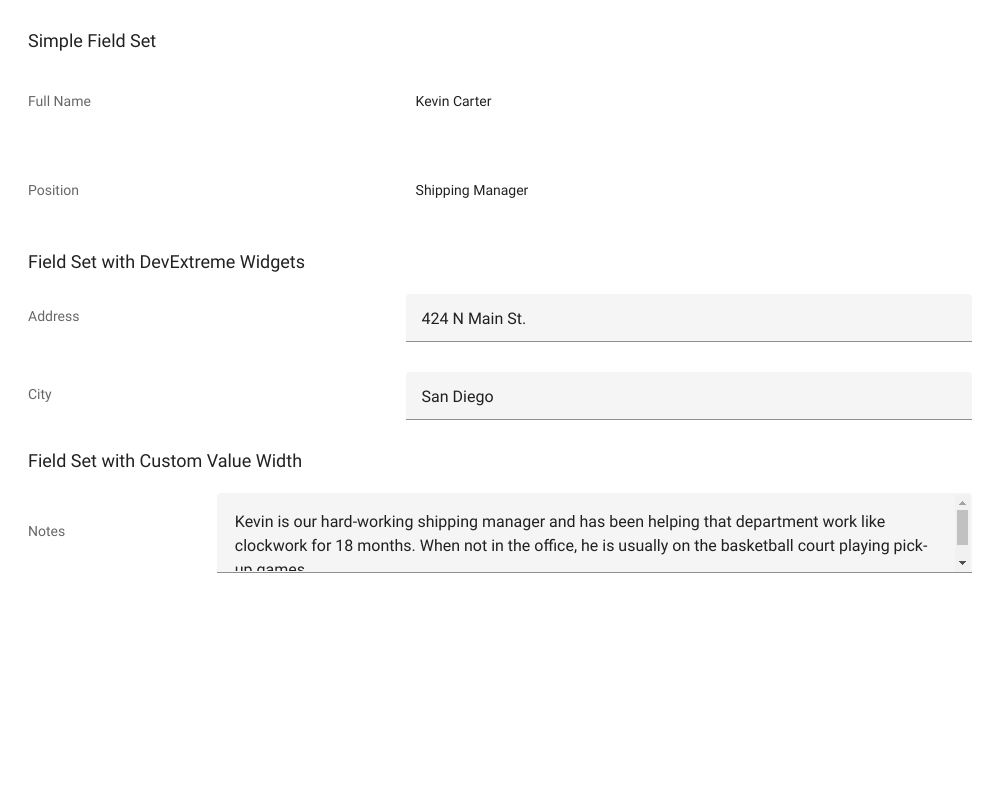 Simple Field Set
Full Name Kevin Carter
Position Shipping Manager
Field Set with DevExtreme Widgets
Address 424 N Main St.
City San Diego
Field Set with Custom Value Width
Notes
Kevin is our hard-working shipping manager and has been helping that department work like
clockwork for 18 months. When not in the office, he is usually on the basketball court playing pick-
up games